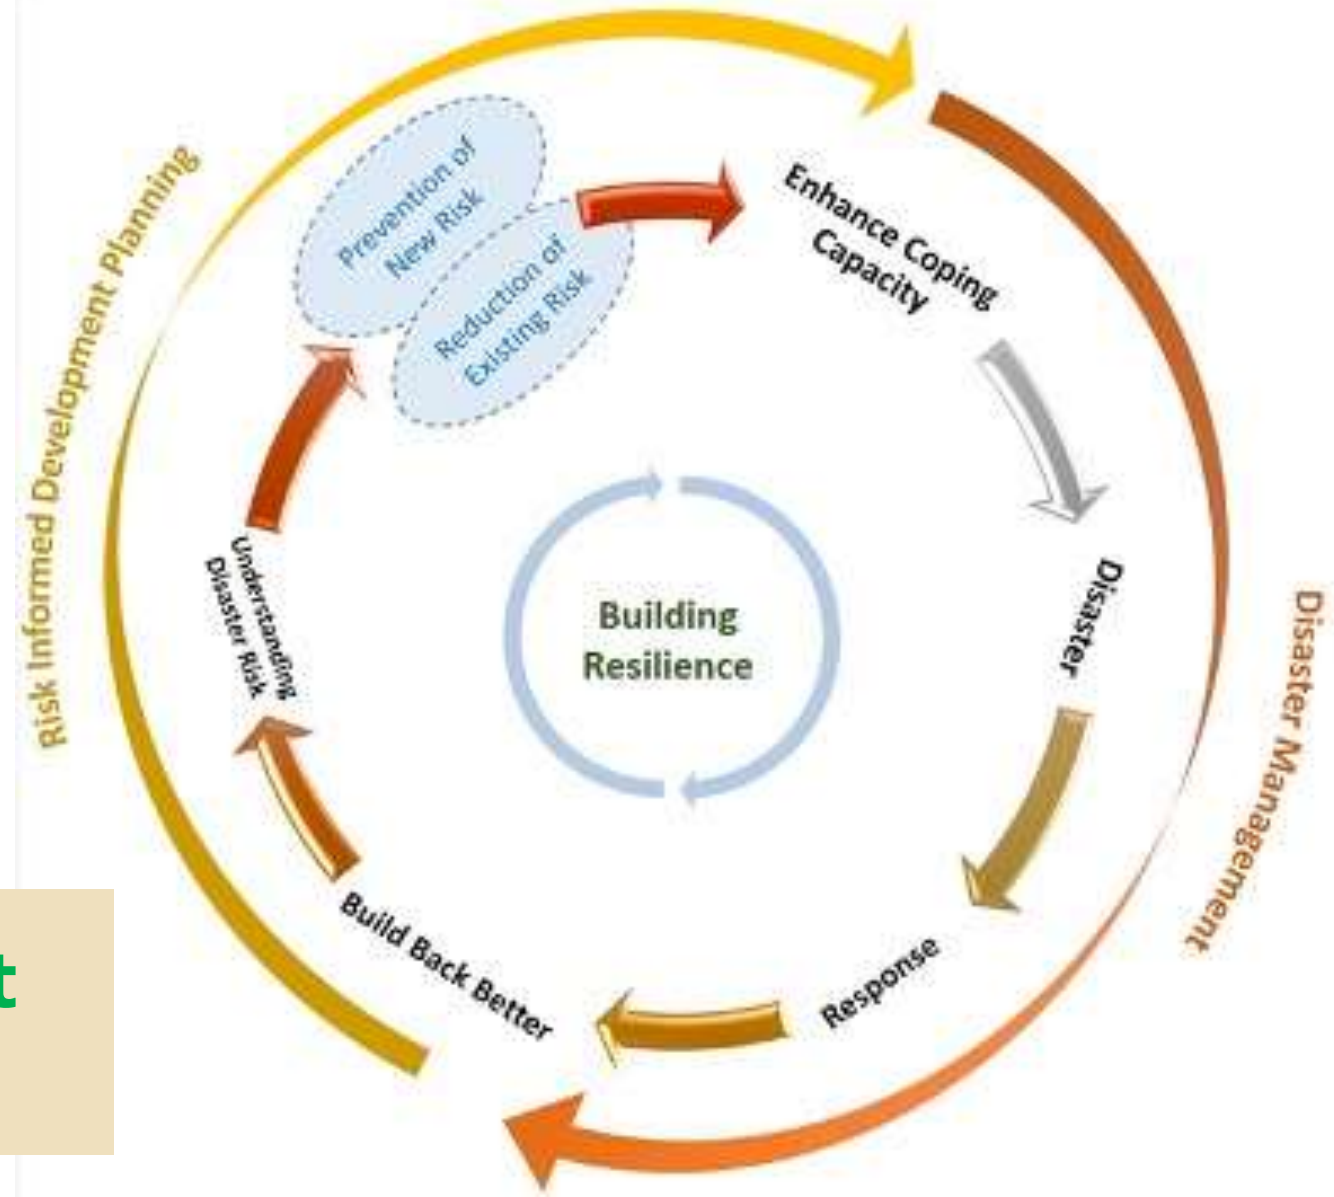 Risk Informed Development Planning
Prevention of
New Risk
Reduction of
Existing Risk
Enhance Coping
Capacity
Disaster
Disaster Management
Response
Build Back Better
Understanding
Disaster Risk
Building
Resilience
t